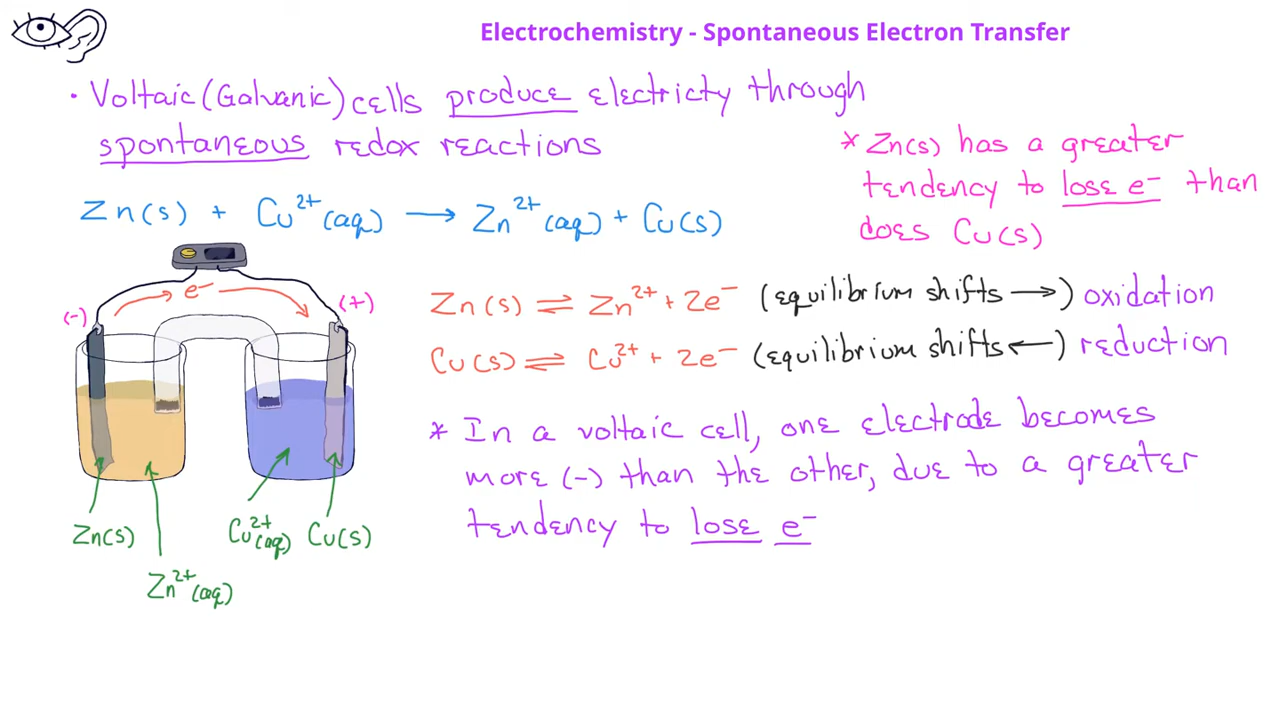 Electrochemistry - Spontaneous Electron Transfer
• Voltaic (Galvanic) cells produce electricty through
spontaneous redox reactions
* Zn(s) has a greater
tendency to lose e⁻ than
does Cu(s)
Zn(s) + Cu²⁺(aq) ⟶ Zn²⁺(aq) + Cu(s)
e⁻
(-)
(+)
Zn(s) ⇌ Zn²⁺ + 2e⁻ (equilibrium shifts ⟶) oxidation
Cu(s) ⇌ Cu²⁺ + 2e⁻ (equilibrium shifts ⟵) reduction
* In a voltaic cell, one electrode becomes
more (-) than the other, due to a greater
tendency to lose e⁻
Zn(s)
Zn²⁺(aq)
Cu²⁺(aq)
Cu(s)